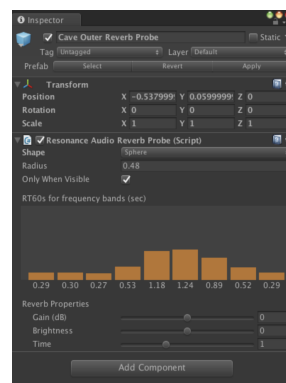 Inspector
Cave Outer Reverb Probe Static
Tag Untagged Layer Default
Prefab Select Revert Apply
Transform
Position X -0.537999 Y 0.0599999 Z 0
Rotation X 0 Y 0 Z 0
Scale X 1 Y 1 Z 1
Resonance Audio Reverb Probe (Script)
Shape Sphere
Radius 0.48
Only When Visible
RT60s for frequency bands (sec)
0.29 0.30 0.27 0.53 1.18 1.24 0.89 0.52 0.29
Reverb Properties
Gain (dB) 0
Brightness 0
Time 1
Add Component